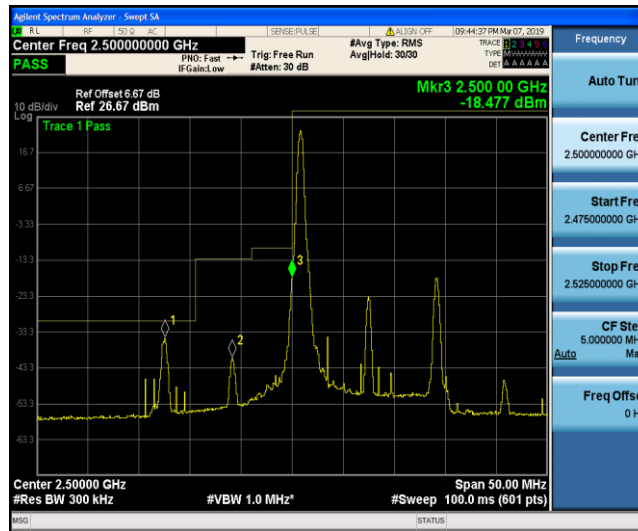 Agilent Spectrum Analyzer - Swept SA
RL RF 50 Ω AC SENSE:PULSE ALIGN OFF 09:44:37 PM Mar 07, 2019
Center Freq 2.500000000 GHz
PASS
PNO: Fast
IFGain:Low
Trig: Free Run
#Atten: 30 dB
#Avg Type: RMS
Avg|Hold: 30/30
TRACE 1 2 3 4 5 6
TYPE M
DET A A A A A A
Frequency
Ref Offset 6.67 dB
10 dB/div Ref 26.67 dBm
Log
Mkr3 2.500 00 GHz
-18.477 dBm
Trace 1 Pass
16.7
6.67
-3.33
-13.3
-23.3
-33.3
-43.3
-53.3
-63.3
1
2
3
Center 2.50000 GHz
Span 50.00 MHz
#Res BW 300 kHz
#VBW 1.0 MHz*
#Sweep 100.0 ms (601 pts)
Auto Tun
Center Fre
2.500000000 GH
Start Fre
2.475000000 GH
Stop Fre
2.525000000 GH
CF Ste
5.000000 MH
Auto Ma
Freq Offse
0 H
MSG
STATUS